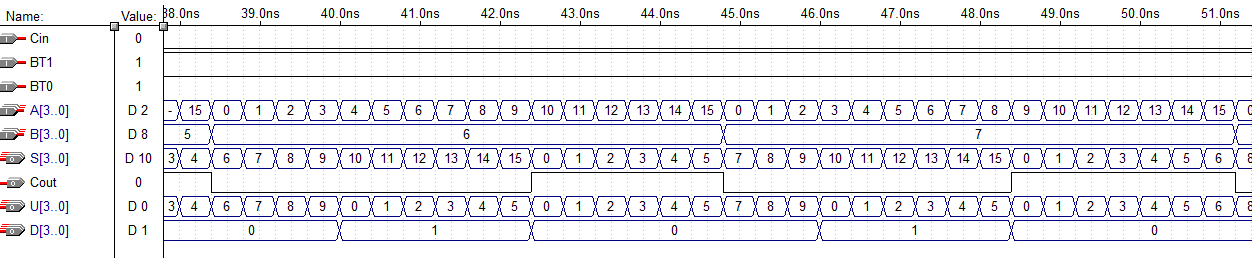 Name: Value: 38.0ns 39.0ns 40.0ns 41.0ns 42.0ns 43.0ns 44.0ns 45.0ns 46.0ns 47.0ns 48.0ns 49.0ns 50.0ns 51.0ns
Cin 0
BT1 1
BT0 1
A[3..0] D 2 - 15 0 1 2 3 4 5 6 7 8 9 10 11 12 13 14 15 0 1 2 3 4 5 6 7 8 9 10 11 12 13 14 15 0
B[3..0] D 8 5 6 7
S[3..0] D 10 3 4 6 7 8 9 10 11 12 13 14 15 0 1 2 3 4 5 7 8 9 10 11 12 13 14 15 0 1 2 3 4 5 6 8
Cout 0
U[3..0] D 0 3 4 6 7 8 9 0 1 2 3 4 5 0 1 2 3 4 5 7 8 9 0 1 2 3 4 5 0 1 2 3 4 5 6 8
D[3..0] D 1 0 1 0 1 0